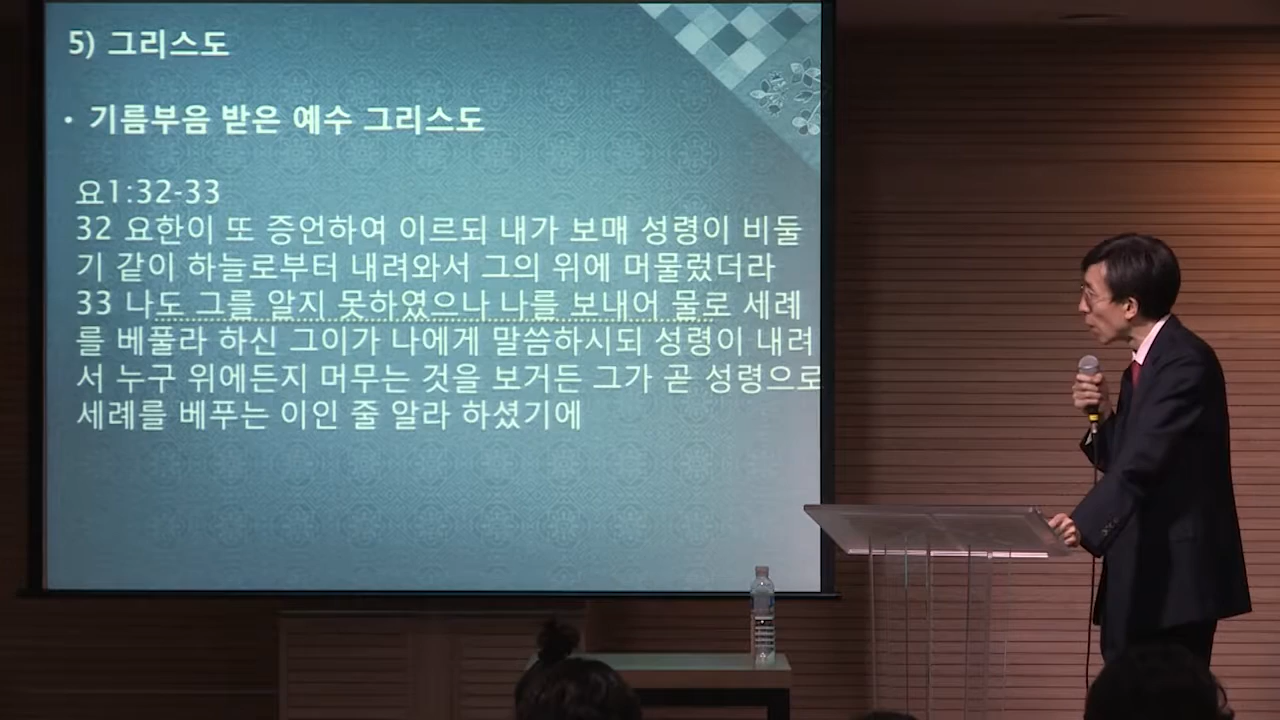 5) 그리스도
• 기름부음 받은 예수 그리스도
요1:32-33
32 요한이 또 증언하여 이르되 내가 보매 성령이 비둘
기 같이 하늘로부터 내려와서 그의 위에 머물렀더라
33 나도 그를 알지 못하였으나 나를 보내어 물로 세례
를 베풀라 하신 그이가 나에게 말씀하시되 성령이 내려
서 누구 위에든지 머무는 것을 보거든 그가 곧 성령으로
세례를 베푸는 이인 줄 알라 하셨기에